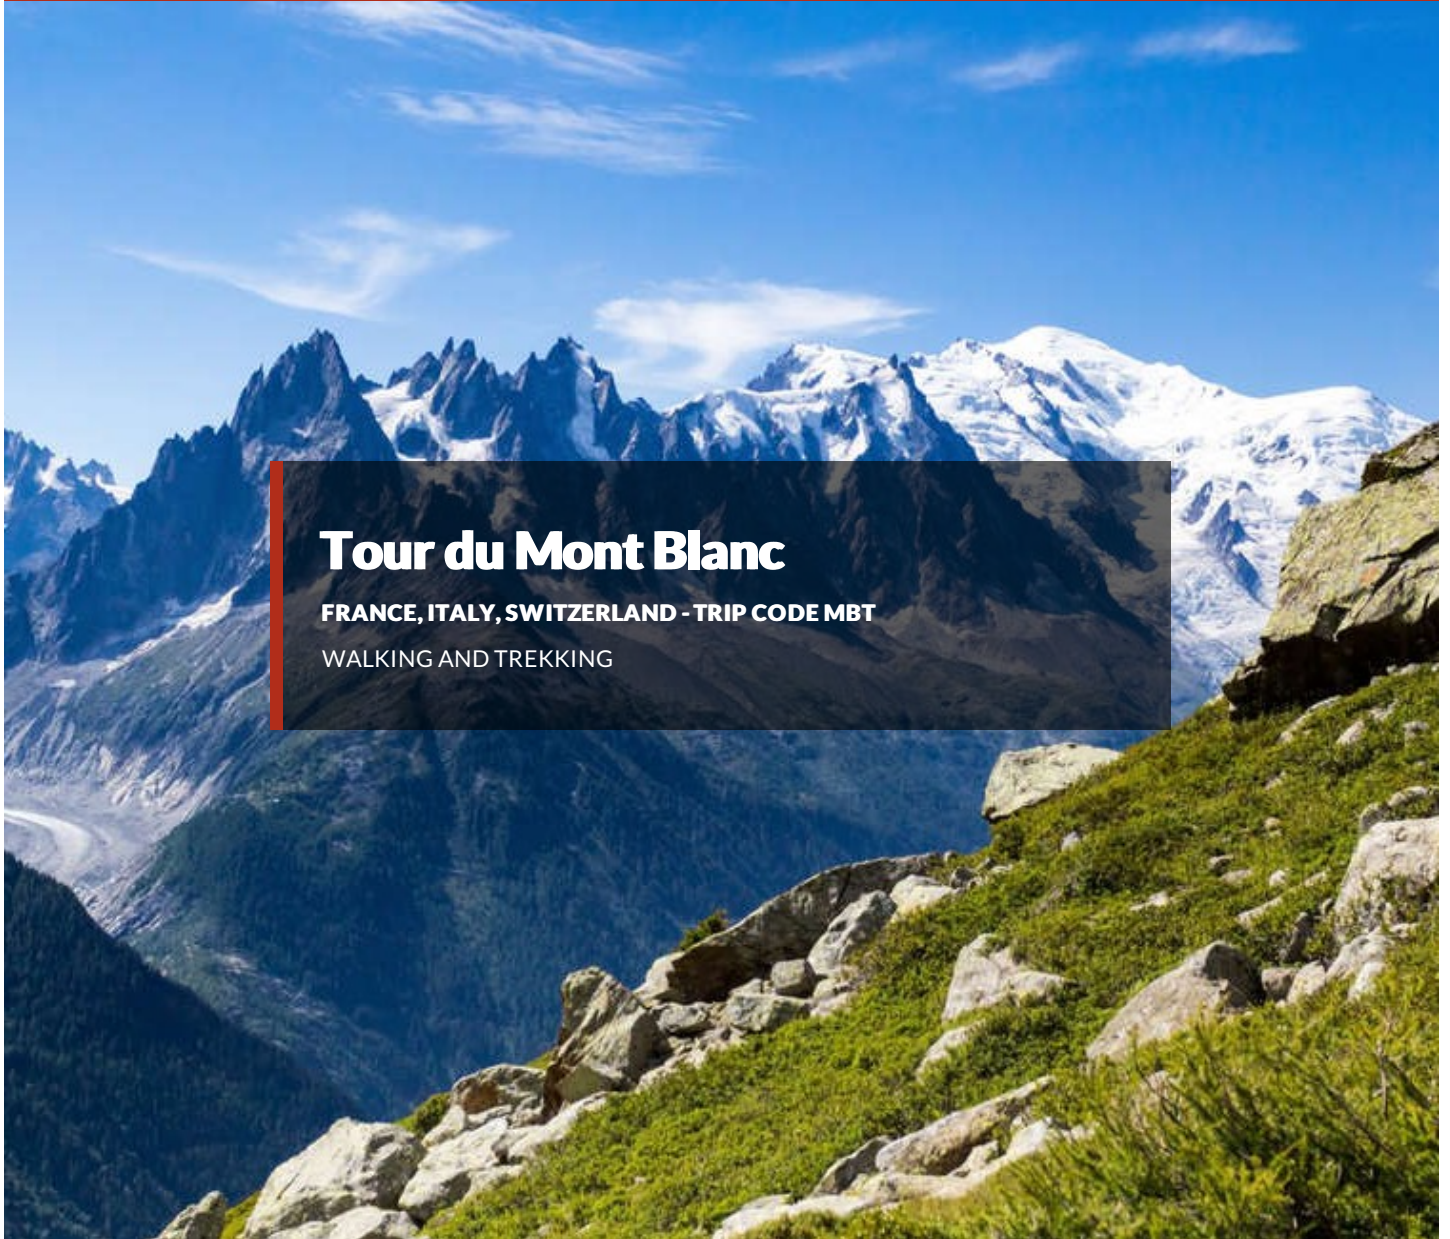 Tour du Mont Blanc
FRANCE, ITALY, SWITZERLAND - TRIP CODE MBT
WALKING AND TREKKING